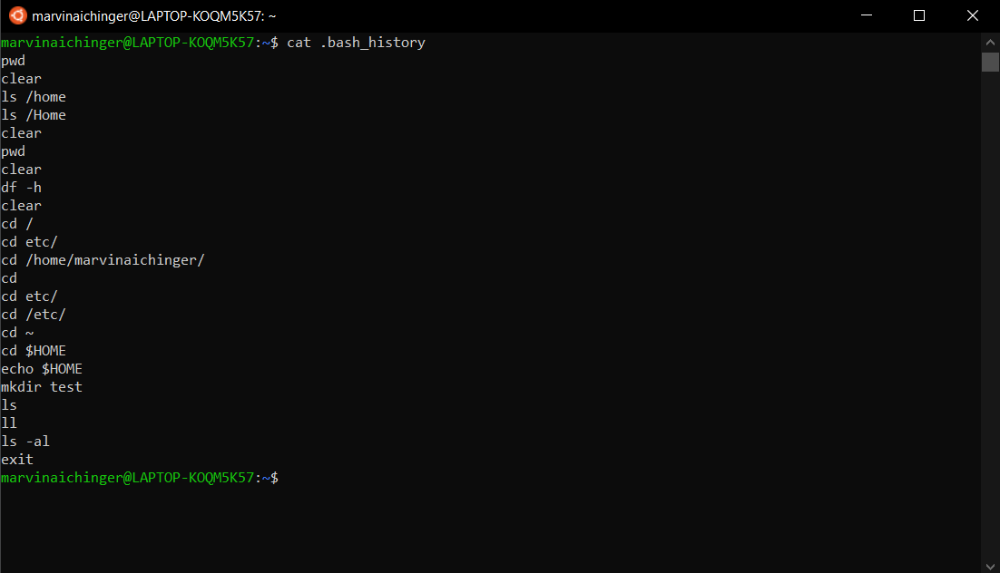 marvinaichinger@LAPTOP-KOQM5K57: ~
marvinaichinger@LAPTOP-KOQM5K57:~$ cat .bash_history
pwd
clear
ls /home
ls /Home
clear
pwd
clear
df -h
clear
cd /
cd etc/
cd /home/marvinaichinger/
cd
cd etc/
cd /etc/
cd ~
cd $HOME
echo $HOME
mkdir test
ls
ll
ls -al
exit
marvinaichinger@LAPTOP-KOQM5K57:~$